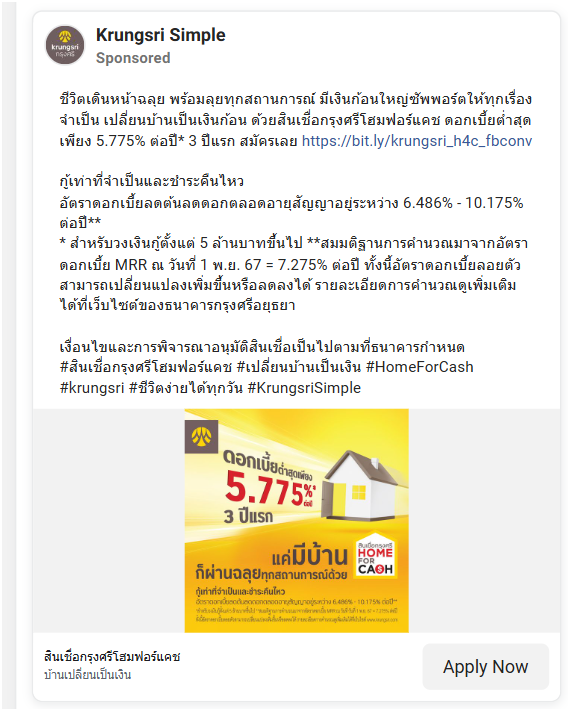 Krungsri Simple
Sponsored
krungsri
กรุงศรี
ชีวิตเดินหน้าฉลุย พร้อมลุยทุกสถานการณ์ มีเงินก้อนใหญ่ซัพพอร์ตให้ทุกเรื่อง
จำเป็น เปลี่ยนบ้านเป็นเงินก้อน ด้วยสินเชื่อกรุงศรีโฮมฟอร์แคช ดอกเบี้ยต่ำสุด
เพียง 5.775% ต่อปี* 3 ปีแรก สมัครเลย https://bit.ly/krungsri_h4c_fbconv
กู้เท่าที่จำเป็นและชำระคืนไหว
อัตราดอกเบี้ยลดต้นลดดอกตลอดอายุสัญญาอยู่ระหว่าง 6.486% - 10.175%
ต่อปี**
* สำหรับวงเงินกู้ตั้งแต่ 5 ล้านบาทขึ้นไป **สมมติฐานการคำนวณมาจากอัตรา
ดอกเบี้ย MRR ณ วันที่ 1 พ.ย. 67 = 7.275% ต่อปี ทั้งนี้อัตราดอกเบี้ยลอยตัว
สามารถเปลี่ยนแปลงเพิ่มขึ้นหรือลดลงได้ รายละเอียดการคำนวณดูเพิ่มเติม
ได้ที่เว็บไซต์ของธนาคารกรุงศรีอยุธยา
เงื่อนไขและการพิจารณาอนุมัติสินเชื่อเป็นไปตามที่ธนาคารกำหนด
#สินเชื่อกรุงศรีโฮมฟอร์แคช #เปลี่ยนบ้านเป็นเงิน #HomeForCash
#krungsri #ชีวิตง่ายได้ทุกวัน #KrungsriSimple
ดอกเบี้ยต่ำสุดเพียง
5.775%* ต่อปี
3 ปีแรก
แค่มีบ้าน
ก็ผ่านฉลุยทุกสถานการณ์ด้วย
สินเชื่อกรุงศรี
HOME
FOR
CA$H
กู้เท่าที่จำเป็นและชำระคืนไหว
อัตราดอกเบี้ยลดต้นลดดอกตลอดอายุสัญญาอยู่ระหว่าง 6.486% - 10.175% ต่อปี**
สินเชื่อกรุงศรีโฮมฟอร์แคช
บ้านเปลี่ยนเป็นเงิน
Apply Now